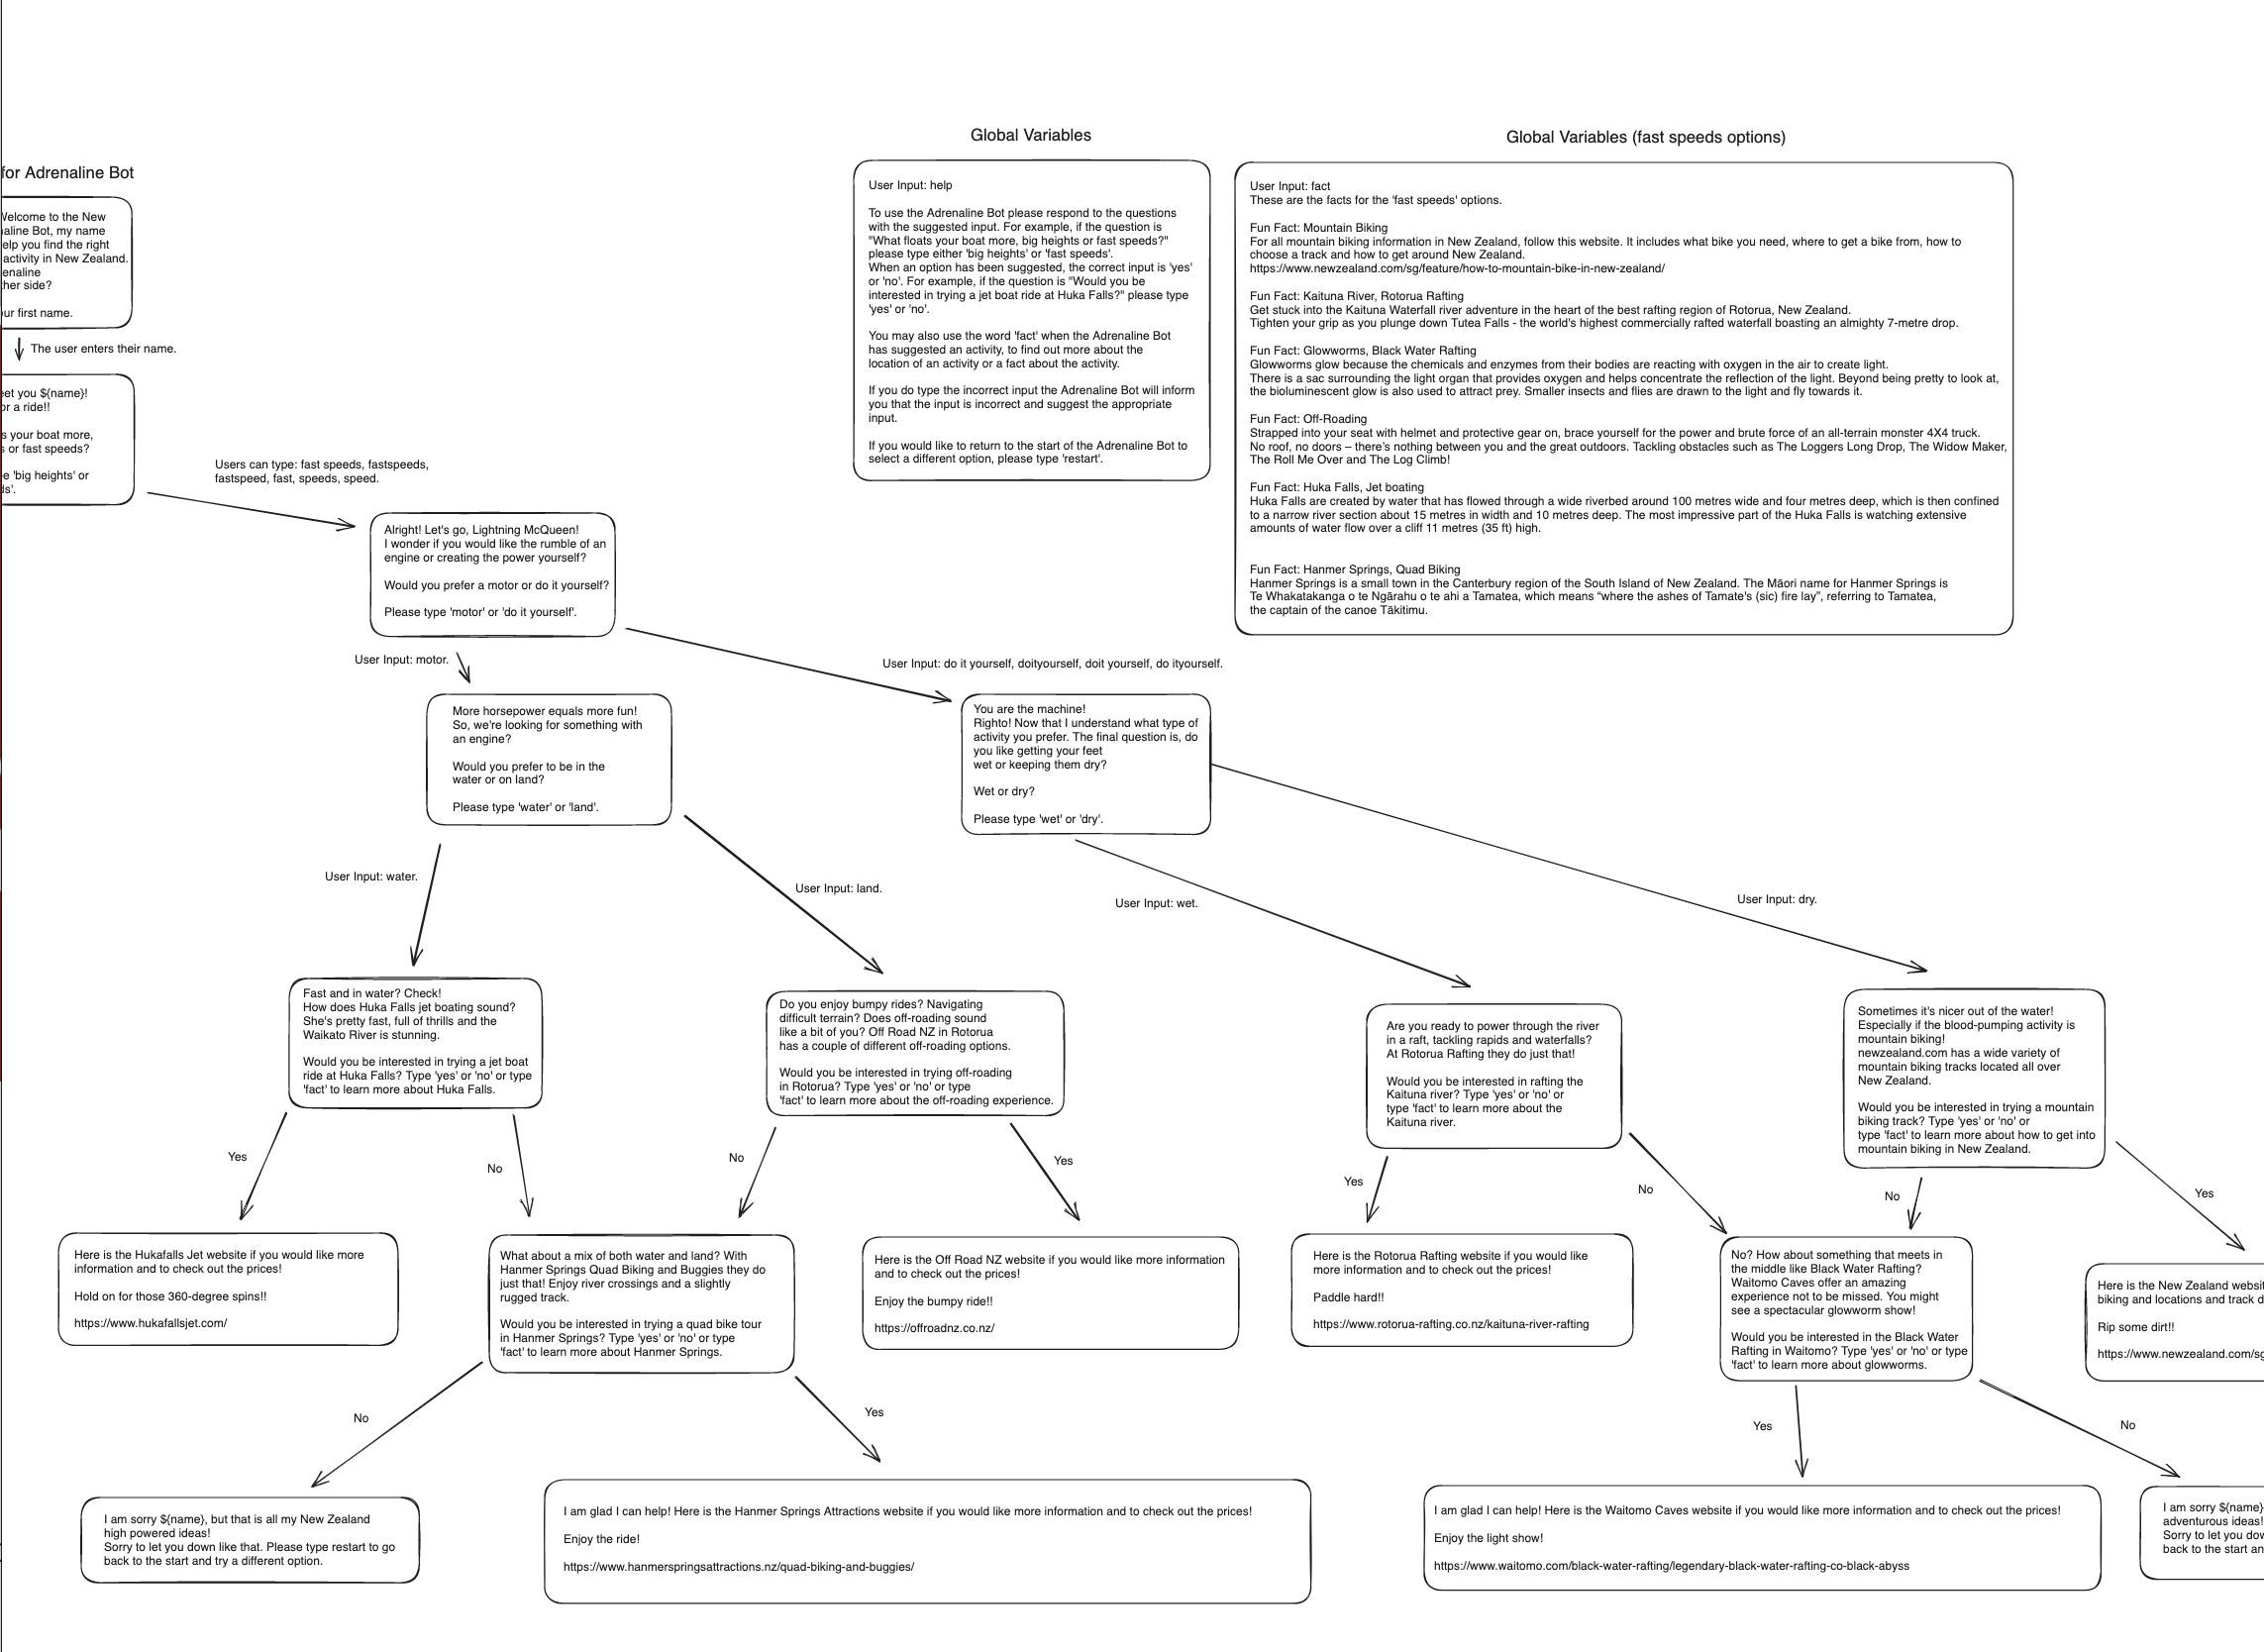 Global Variables
Global Variables (fast speeds options)
for Adrenaline Bot
Welcome to the New
aline Bot, my name
elp you find the right
activity in New Zealand.
enaline
ther side?
ur first name.
The user enters their name.
eet you ${name}!
or a ride!!
s your boat more,
s or fast speeds?
e 'big heights' or
ds'.
Users can type: fast speeds, fastspeeds,
fastspeed, fast, speeds, speed.
User Input: help
To use the Adrenaline Bot please respond to the questions
with the suggested input. For example, if the question is
"What floats your boat more, big heights or fast speeds?"
please type either 'big heights' or 'fast speeds'.
When an option has been suggested, the correct input is 'yes'
or 'no'. For example, if the question is "Would you be
interested in trying a jet boat ride at Huka Falls?" please type
'yes' or 'no'.
You may also use the word 'fact' when the Adrenaline Bot
has suggested an activity, to find out more about the
location of an activity or a fact about the activity.
If you do type the incorrect input the Adrenaline Bot will inform
you that the input is incorrect and suggest the appropriate
input.
If you would like to return to the start of the Adrenaline Bot to
select a different option, please type 'restart'.
User Input: fact
These are the facts for the 'fast speeds' options.
Fun Fact: Mountain Biking
For all mountain biking information in New Zealand, follow this website. It includes what bike you need, where to get a bike from, how to
choose a track and how to get around New Zealand.
https://www.newzealand.com/sg/feature/how-to-mountain-bike-in-new-zealand/
Fun Fact: Kaituna River, Rotorua Rafting
Get stuck into the Kaituna Waterfall river adventure in the heart of the best rafting region of Rotorua, New Zealand.
Tighten your grip as you plunge down Tutea Falls - the world's highest commercially rafted waterfall boasting an almighty 7-metre drop.
Fun Fact: Glowworms, Black Water Rafting
Glowworms glow because the chemicals and enzymes from their bodies are reacting with oxygen in the air to create light.
There is a sac surrounding the light organ that provides oxygen and helps concentrate the reflection of the light. Beyond being pretty to look at,
the bioluminescent glow is also used to attract prey. Smaller insects and flies are drawn to the light and fly towards it.
Fun Fact: Off-Roading
Strapped into your seat with helmet and protective gear on, brace yourself for the power and brute force of an all-terrain monster 4X4 truck.
No roof, no doors – there's nothing between you and the great outdoors. Tackling obstacles such as The Loggers Long Drop, The Widow Maker,
The Roll Me Over and The Log Climb!
Fun Fact: Huka Falls, Jet boating
Huka Falls are created by water that has flowed through a wide riverbed around 100 metres wide and four metres deep, which is then confined
to a narrow river section about 15 metres in width and 10 metres deep. The most impressive part of the Huka Falls is watching extensive
amounts of water flow over a cliff 11 metres (35 ft) high.
Fun Fact: Hanmer Springs, Quad Biking
Hanmer Springs is a small town in the Canterbury region of the South Island of New Zealand. The Māori name for Hanmer Springs is
Te Whakatakanga o te Ngārahu o te ahi a Tamatea, which means “where the ashes of Tamate's (sic) fire lay”, referring to Tamatea,
the captain of the canoe Tākitimu.
Alright! Let's go, Lightning McQueen!
I wonder if you would like the rumble of an
engine or creating the power yourself?
Would you prefer a motor or do it yourself?
Please type 'motor' or 'do it yourself'.
User Input: motor.
User Input: do it yourself, doityourself, doit yourself, do ityourself.
More horsepower equals more fun!
So, we're looking for something with
an engine?
Would you prefer to be in the
water or on land?
Please type 'water' or 'land'.
You are the machine!
Righto! Now that I understand what type of
activity you prefer. The final question is, do
you like getting your feet
wet or keeping them dry?
Wet or dry?
Please type 'wet' or 'dry'.
User Input: water.
User Input: land.
User Input: wet.
User Input: dry.
Fast and in water? Check!
How does Huka Falls jet boating sound?
She's pretty fast, full of thrills and the
Waikato River is stunning.
Would you be interested in trying a jet boat
ride at Huka Falls? Type 'yes' or 'no' or type
'fact' to learn more about Huka Falls.
Do you enjoy bumpy rides? Navigating
difficult terrain? Does off-roading sound
like a bit of you? Off Road NZ in Rotorua
has a couple of different off-roading options.
Would you be interested in trying off-roading
in Rotorua? Type 'yes' or 'no' or type
'fact' to learn more about the off-roading experience.
Are you ready to power through the river
in a raft, tackling rapids and waterfalls?
At Rotorua Rafting they do just that!
Would you be interested in rafting the
Kaituna river? Type 'yes' or 'no' or
type 'fact' to learn more about the
Kaituna river.
Sometimes it's nicer out of the water!
Especially if the blood-pumping activity is
mountain biking!
newzealand.com has a wide variety of
mountain biking tracks located all over
New Zealand.
Would you be interested in trying a mountain
biking track? Type 'yes' or 'no' or
type 'fact' to learn more about how to get into
mountain biking in New Zealand.
Yes
No
No
Yes
Yes
No
No
Yes
Here is the Hukafalls Jet website if you would like more
information and to check out the prices!
Hold on for those 360-degree spins!!
https://www.hukafallsjet.com/
What about a mix of both water and land? With
Hanmer Springs Quad Biking and Buggies they do
just that! Enjoy river crossings and a slightly
rugged track.
Would you be interested in trying a quad bike tour
in Hanmer Springs? Type 'yes' or 'no' or type
'fact' to learn more about Hanmer Springs.
Here is the Off Road NZ website if you would like more information
and to check out the prices!
Enjoy the bumpy ride!!
https://offroadnz.co.nz/
Here is the Rotorua Rafting website if you would like
more information and to check out the prices!
Paddle hard!!
https://www.rotorua-rafting.co.nz/kaituna-river-rafting
No? How about something that meets in
the middle like Black Water Rafting?
Waitomo Caves offer an amazing
experience not to be missed. You might
see a spectacular glowworm show!
Would you be interested in the Black Water
Rafting in Waitomo? Type 'yes' or 'no' or type
'fact' to learn more about glowworms.
Here is the New Zealand websit
biking and locations and track d
Rip some dirt!!
https://www.newzealand.com/sg
No
Yes
Yes
No
I am sorry ${name}, but that is all my New Zealand
high powered ideas!
Sorry to let you down like that. Please type restart to go
back to the start and try a different option.
I am glad I can help! Here is the Hanmer Springs Attractions website if you would like more information and to check out the prices!
Enjoy the ride!
https://www.hanmerspringsattractions.nz/quad-biking-and-buggies/
I am glad I can help! Here is the Waitomo Caves website if you would like more information and to check out the prices!
Enjoy the light show!
https://www.waitomo.com/black-water-rafting/legendary-black-water-rafting-co-black-abyss
I am sorry ${name}
adventurous ideas!
Sorry to let you dow
back to the start an